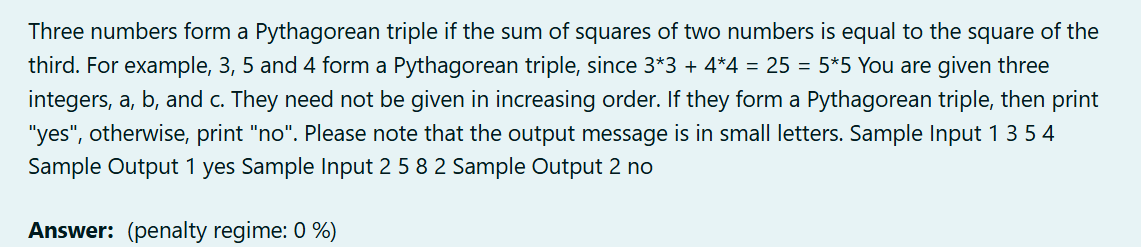 Three numbers form a Pythagorean triple if the sum of squares of two numbers is equal to the square of the
third. For example, 3, 5 and 4 form a Pythagorean triple, since 3*3 + 4*4 = 25 = 5*5 You are given three
integers, a, b, and c. They need not be given in increasing order. If they form a Pythagorean triple, then print
"yes", otherwise, print "no". Please note that the output message is in small letters. Sample Input 1 3 5 4
Sample Output 1 yes Sample Input 2 5 8 2 Sample Output 2 no
Answer: (penalty regime: 0 %)